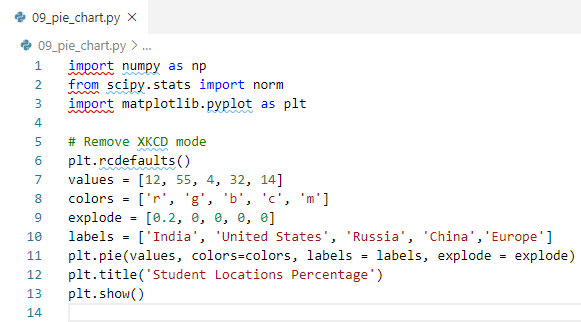 09_pie_chart.py ×
09_pie_chart.py > ...
1 import numpy as np
2 from scipy.stats import norm
3 import matplotlib.pyplot as plt
4
5 # Remove XKCD mode
6 plt.rcdefaults()
7 values = [12, 55, 4, 32, 14]
8 colors = ['r', 'g', 'b', 'c', 'm']
9 explode = [0.2, 0, 0, 0, 0]
10 labels = ['India', 'United States', 'Russia', 'China','Europe']
11 plt.pie(values, colors=colors, labels = labels, explode = explode)
12 plt.title('Student Locations Percentage')
13 plt.show()
14